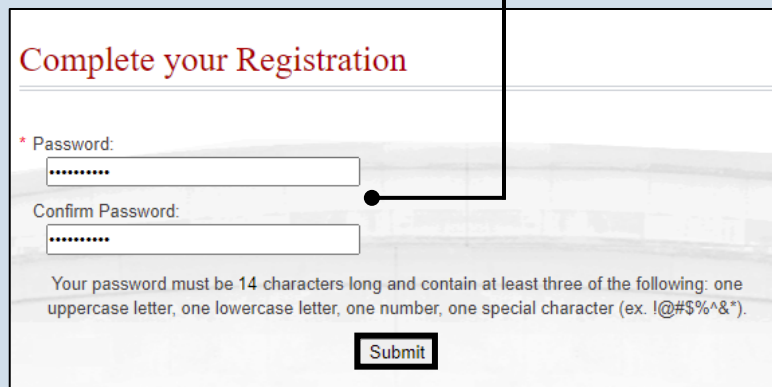 Complete your Registration
* Password:
••••••••••
Confirm Password:
••••••••••
Your password must be 14 characters long and contain at least three of the following: one
uppercase letter, one lowercase letter, one number, one special character (ex. !@#$%^&*).
Submit